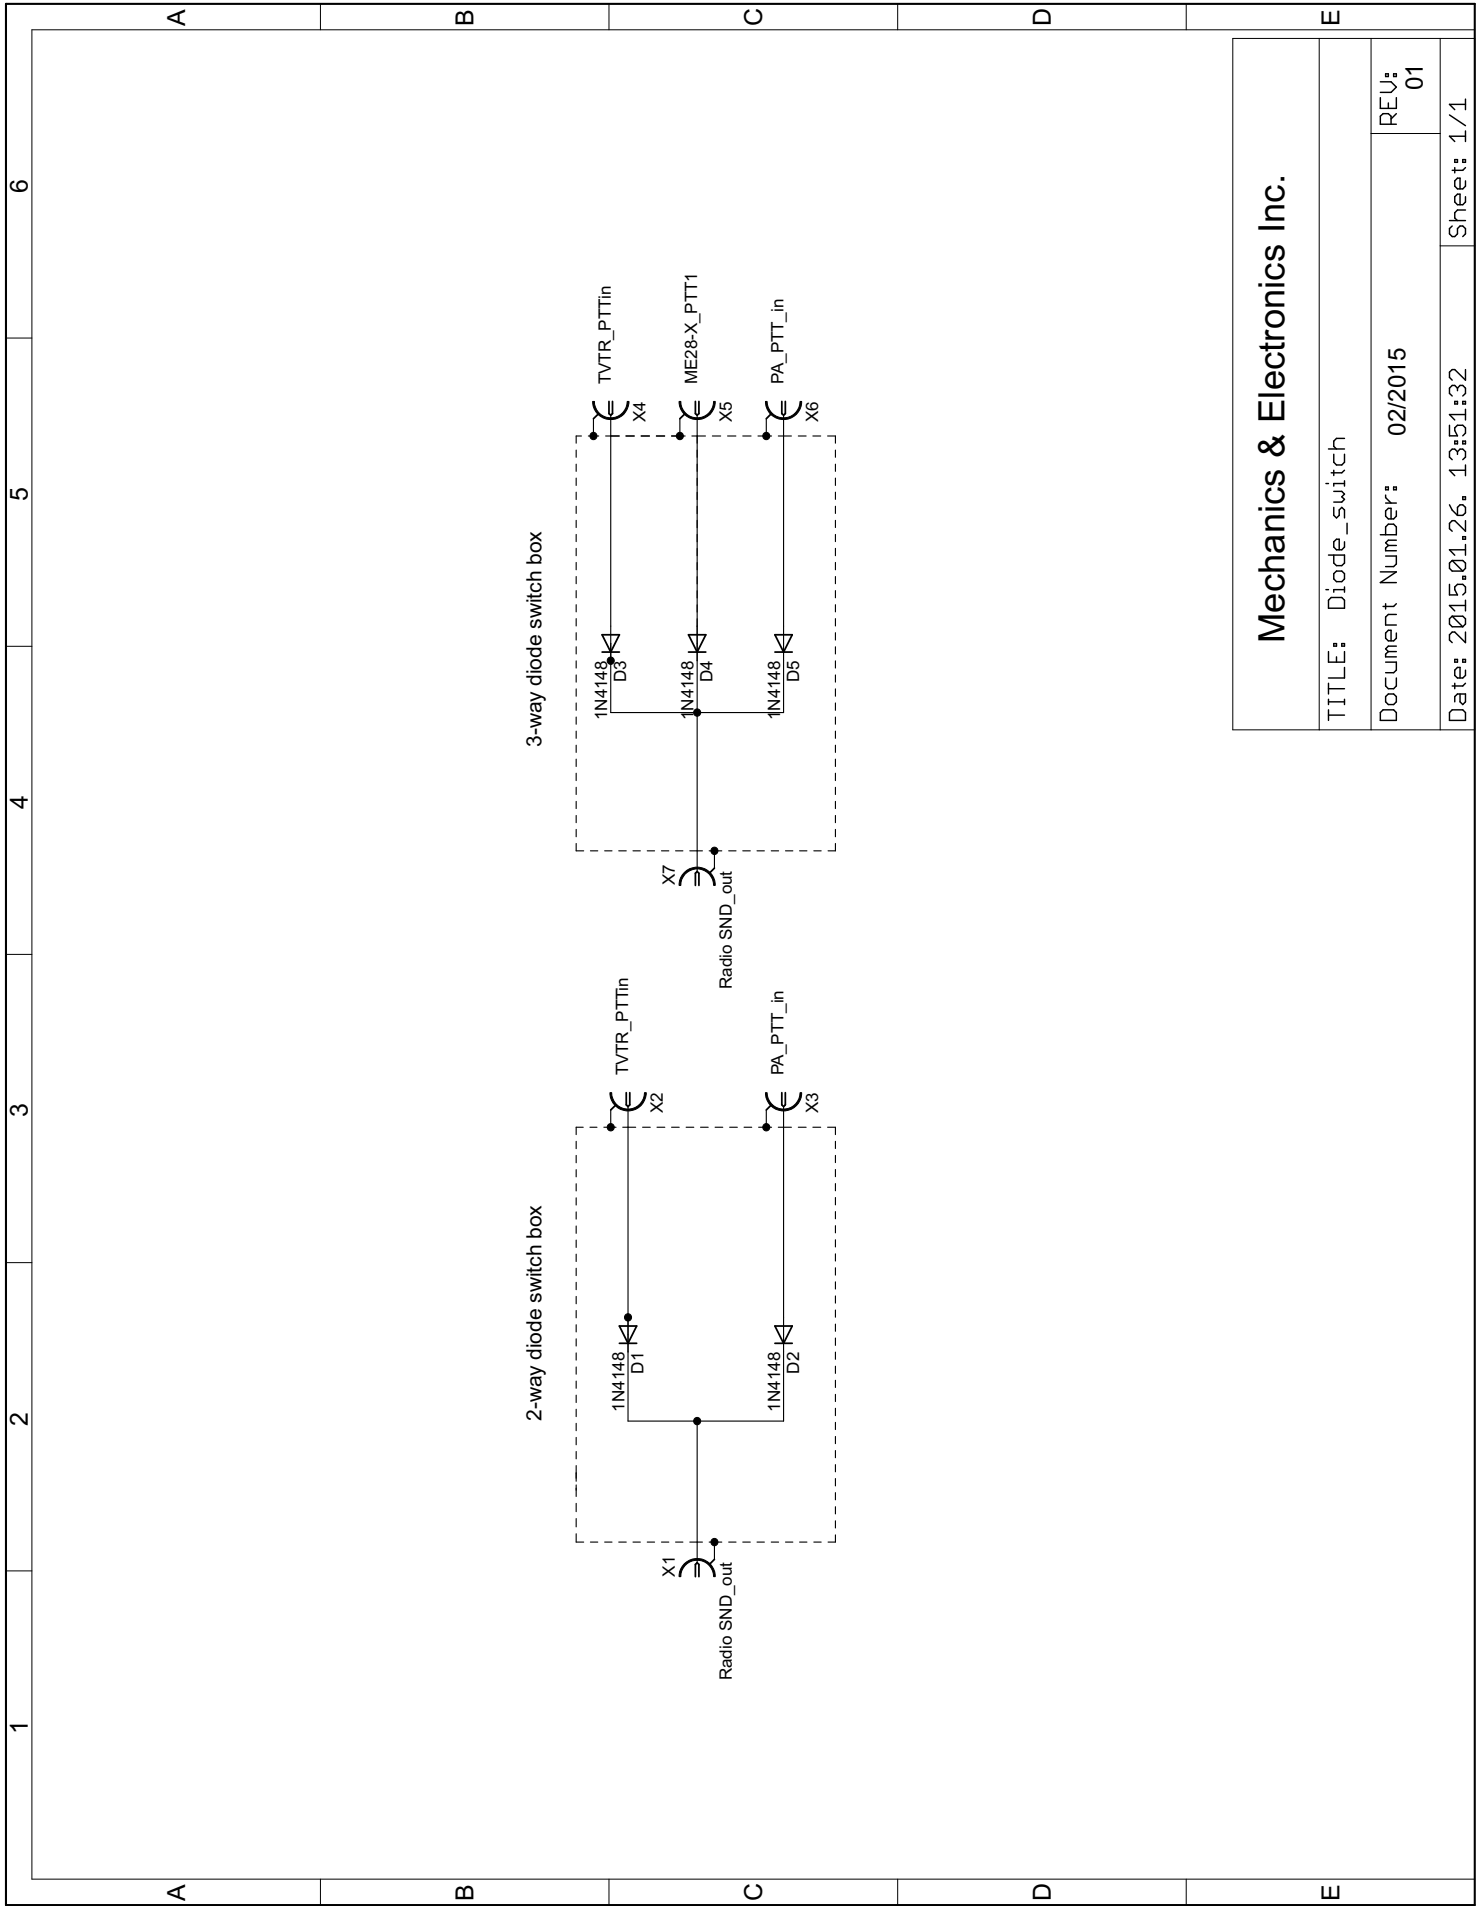 1
2
3
4
5
6
A
A
B
B
C
C
D
D
E
E
2-way diode switch box
3-way diode switch box
X1
Radio SND_out
1N4148
D1
1N4148
D2
X2
TVTR_PTTin
X3
PA_PTT_in
X7
Radio SND_out
1N4148
D3
1N4148
D4
1N4148
D5
X4
TVTR_PTTin
X5
ME28-X_PTT1
X6
PA_PTT_in
Mechanics & Electronics Inc.
TITLE: Diode_switch
Document Number: 02/2015
REV: 01
Date: 2015.01.26. 13:51:32
Sheet: 1/1